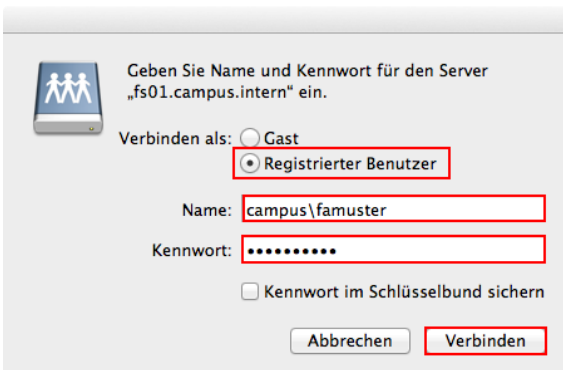 Geben Sie Name und Kennwort für den Server
„fs01.campus.intern“ ein.
Verbinden als: Gast
Registrierter Benutzer
Name: campus\famuster
Kennwort: ••••••••••
Kennwort im Schlüsselbund sichern
Abbrechen Verbinden